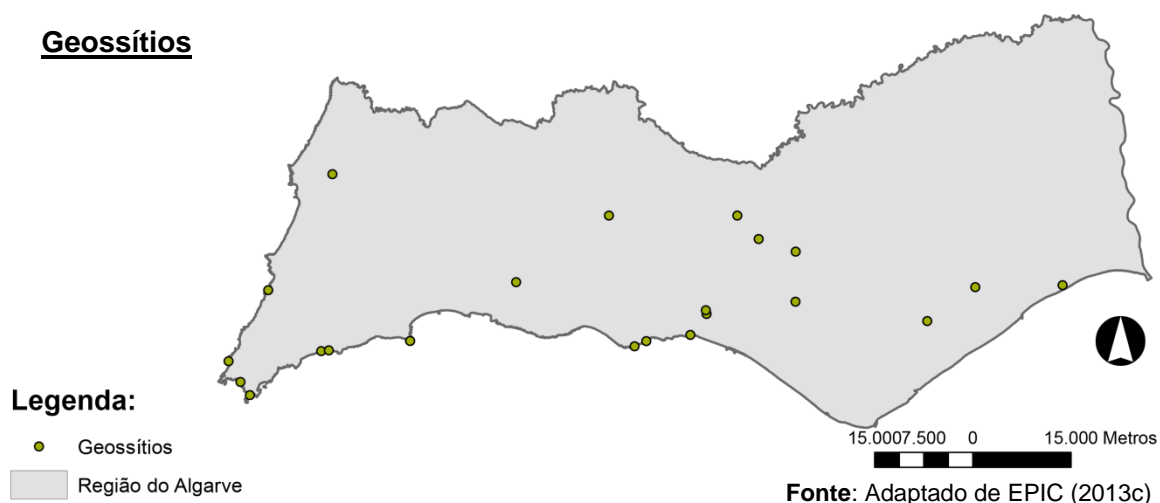 Geossítios
Legenda:
Geossítios
Região do Algarve
15.0007.500 0 15.000 Metros
Fonte: Adaptado de EPIC (2013c)